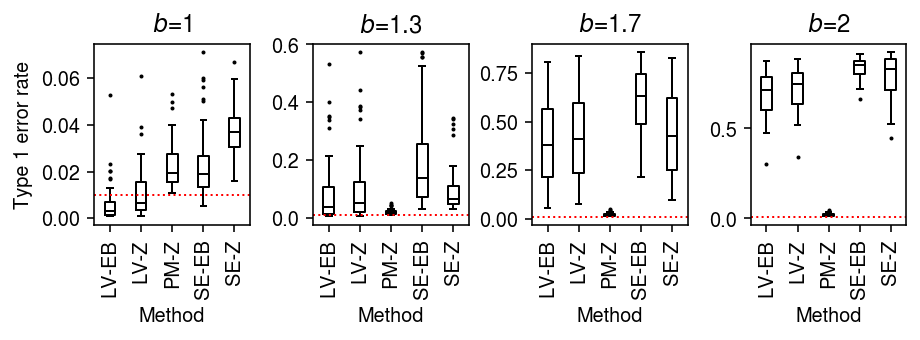 b=1
b=1.3
b=1.7
b=2
Type 1 error rate
0.06
0.04
0.02
0.00
0.6
0.4
0.2
0.0
0.75
0.50
0.25
0.00
0.5
0.0
LV-EB
LV-Z
PM-Z
SE-EB
SE-Z
LV-EB
LV-Z
PM-Z
SE-EB
SE-Z
LV-EB
LV-Z
PM-Z
SE-EB
SE-Z
LV-EB
LV-Z
PM-Z
SE-EB
SE-Z
Method
Method
Method
Method